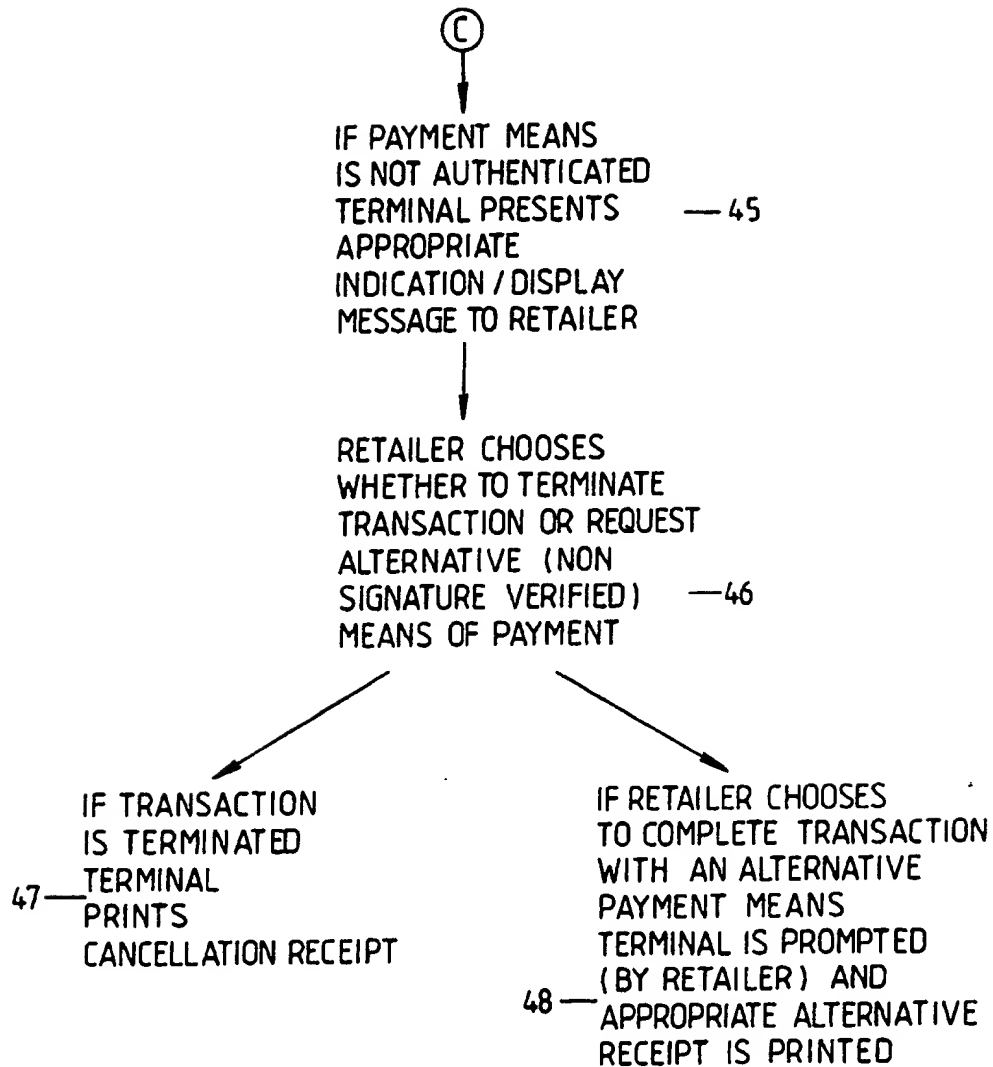 C
IF PAYMENT MEANS
IS NOT AUTHENTICATED
TERMINAL PRESENTS — 45
APPROPRIATE
INDICATION / DISPLAY
MESSAGE TO RETAILER
RETAILER CHOOSES
WHETHER TO TERMINATE
TRANSACTION OR REQUEST
ALTERNATIVE (NON
SIGNATURE VERIFIED) — 46
MEANS OF PAYMENT
IF TRANSACTION
IS TERMINATED
47 — TERMINAL
PRINTS
CANCELLATION RECEIPT
IF RETAILER CHOOSES
TO COMPLETE TRANSACTION
WITH AN ALTERNATIVE
PAYMENT MEANS
TERMINAL IS PROMPTED
(BY RETAILER) AND
48 — APPROPRIATE ALTERNATIVE
RECEIPT IS PRINTED